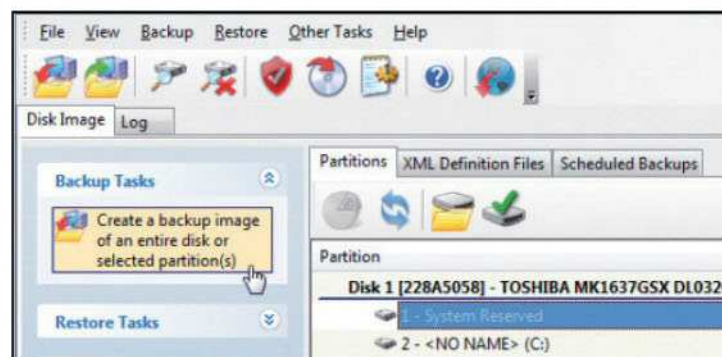 File View Backup Restore Other Tasks Help
Disk Image Log
Backup Tasks
Create a backup image
of an entire disk or
selected partition(s)
Restore Tasks
Partitions XML Definition Files Scheduled Backups
Partition
Disk 1 [228A5058] - TOSHIBA MK1637GSX DL032
1 - System Reserved
2 - <NO NAME> (C:)